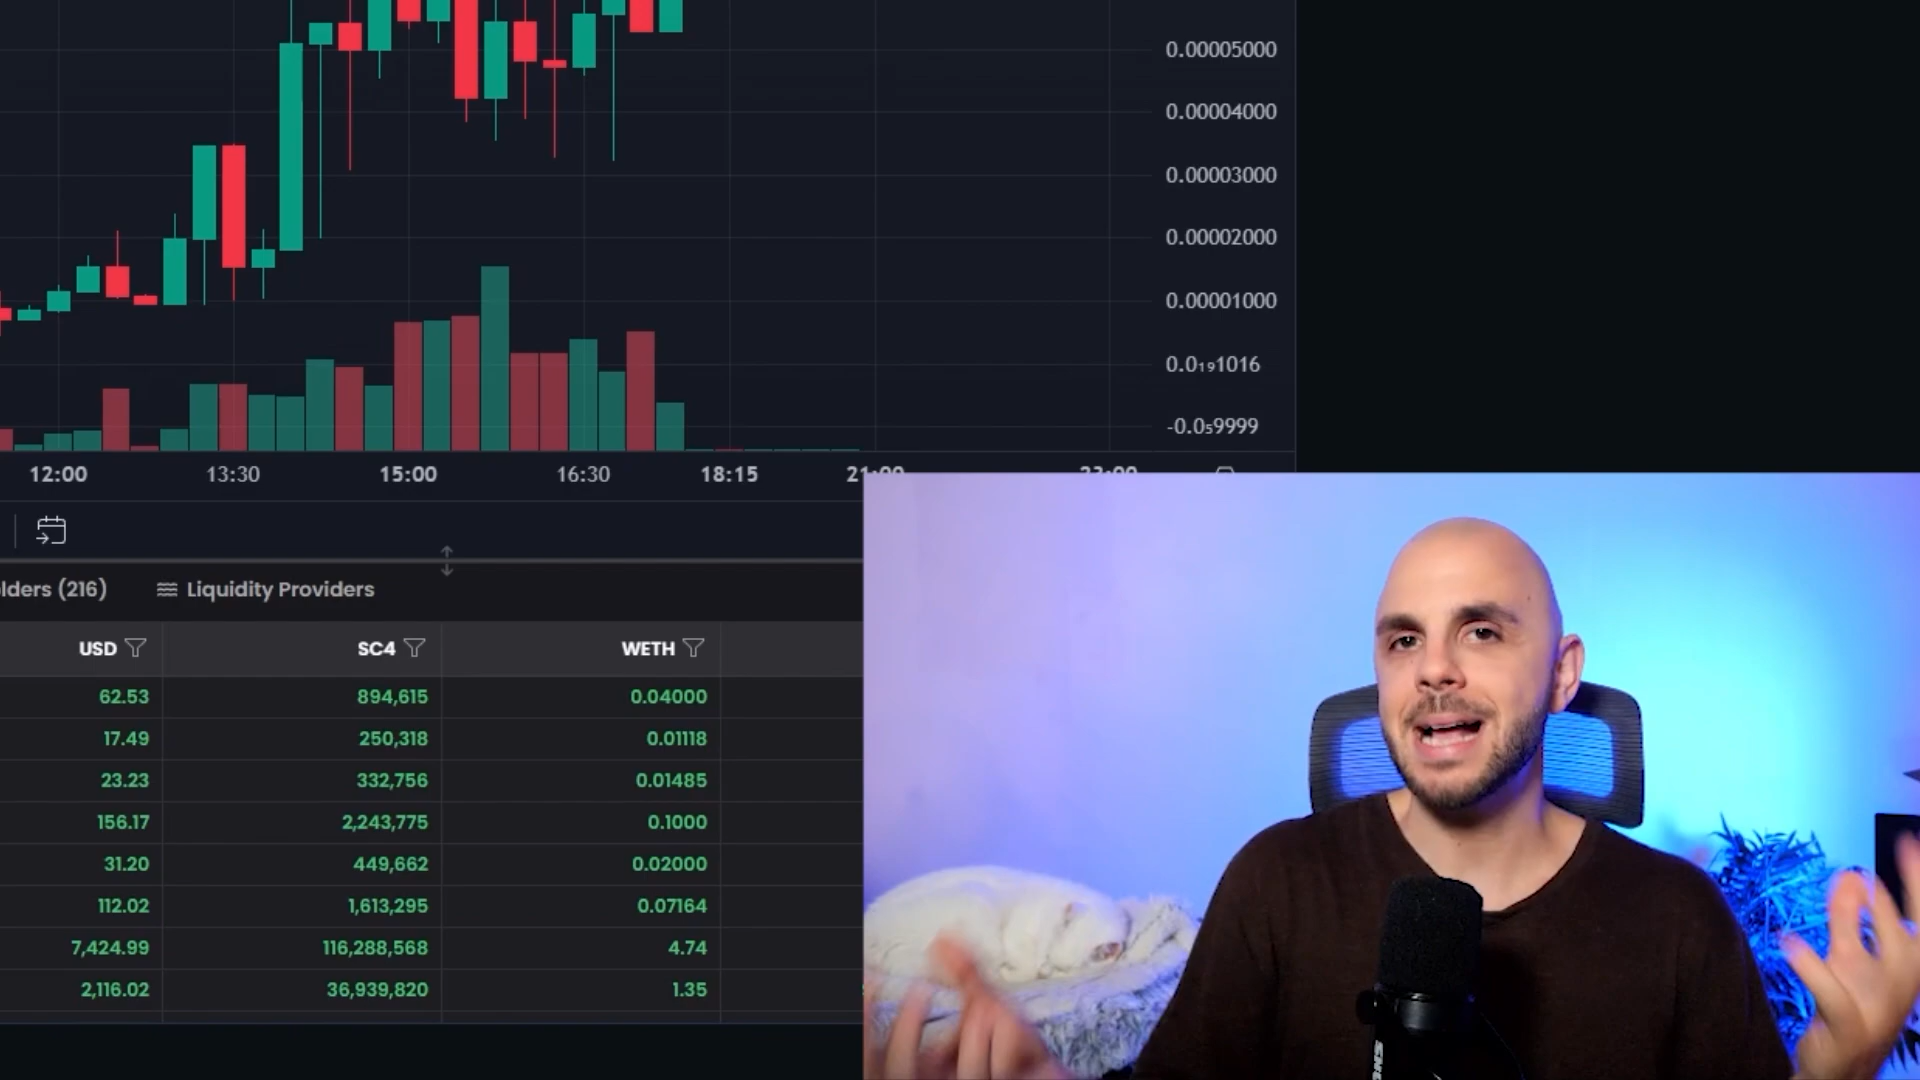 0.00005000
0.00004000
0.00003000
0.00002000
0.00001000
0.0₁₉1016
-0.0₅9999
12:00 13:30 15:00 16:30 18:15 21:00 23:00
lders (216) Liquidity Providers
USD SC4 WETH
62.53 894,615 0.04000
17.49 250,318 0.01118
23.23 332,756 0.01485
156.17 2,243,775 0.1000
31.20 449,662 0.02000
112.02 1,613,295 0.07164
7,424.99 116,288,568 4.74
2,116.02 36,939,820 1.35